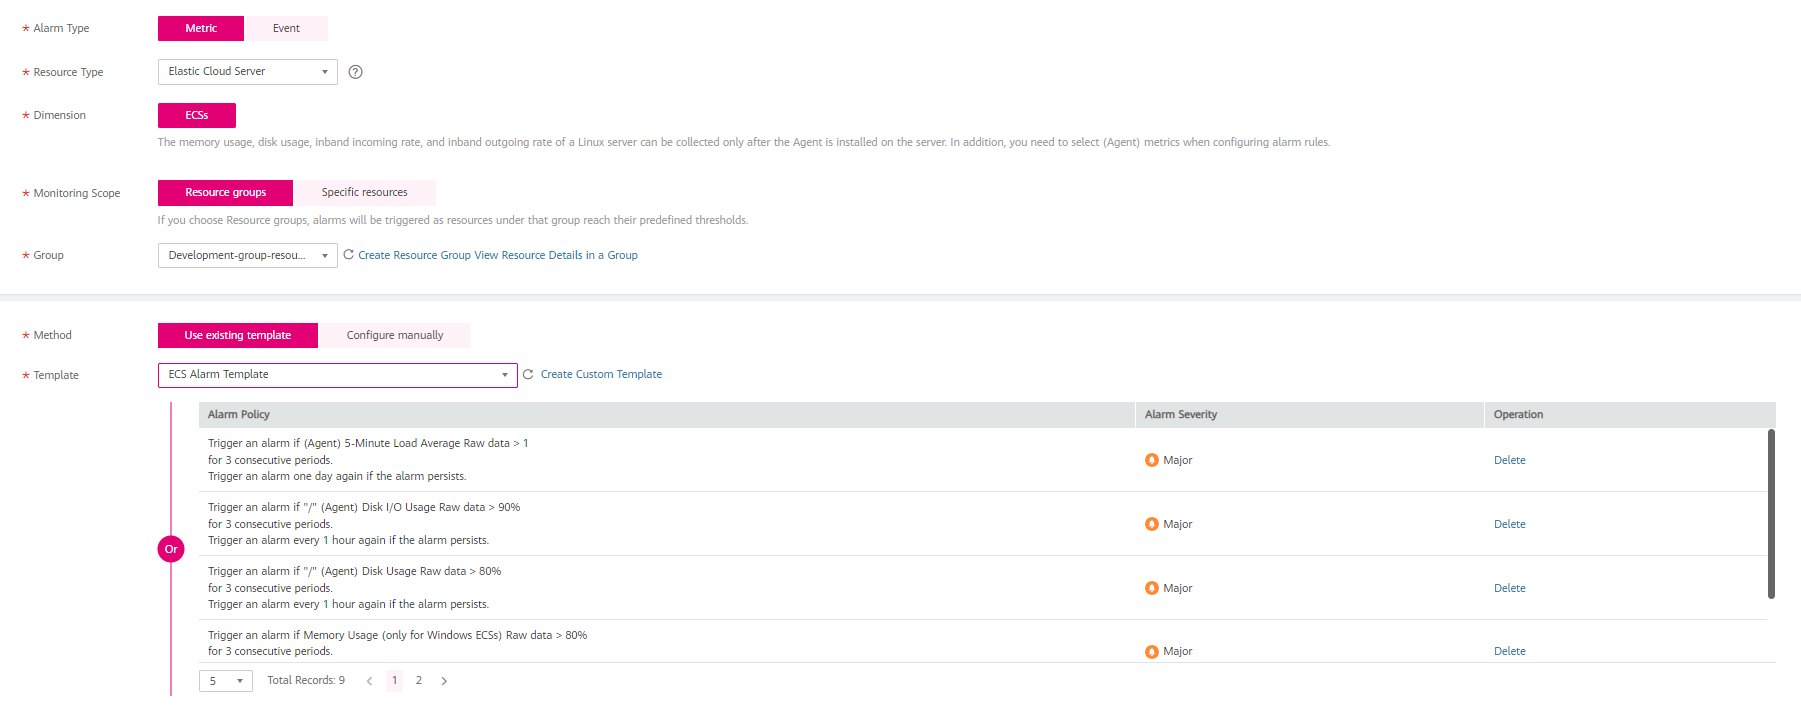 * Alarm Type Metric Event
* Resource Type Elastic Cloud Server ?
* Dimension ECSs
The memory usage, disk usage, inband incoming rate, and inband outgoing rate of a Linux server can be collected only after the Agent is installed on the server. In addition, you need to select (Agent) metrics when configuring alarm rules.
* Monitoring Scope Resource groups Specific resources
If you choose Resource groups, alarms will be triggered as resources under that group reach their predefined thresholds.
* Group Development-group-resou... Create Resource Group View Resource Details in a Group
* Method Use existing template Configure manually
* Template ECS Alarm Template Create Custom Template
Alarm Policy Alarm Severity Operation
Trigger an alarm if (Agent) 5-Minute Load Average Raw data > 1
for 3 consecutive periods. Major Delete
Trigger an alarm one day again if the alarm persists.
Trigger an alarm if "/" (Agent) Disk I/O Usage Raw data > 90%
for 3 consecutive periods. Major Delete
Trigger an alarm every 1 hour again if the alarm persists.
Or
Trigger an alarm if "/" (Agent) Disk Usage Raw data > 80%
for 3 consecutive periods. Major Delete
Trigger an alarm every 1 hour again if the alarm persists.
Trigger an alarm if Memory Usage (only for Windows ECSs) Raw data > 80%
for 3 consecutive periods. Major Delete
5 Total Records: 9 < 1 2 >